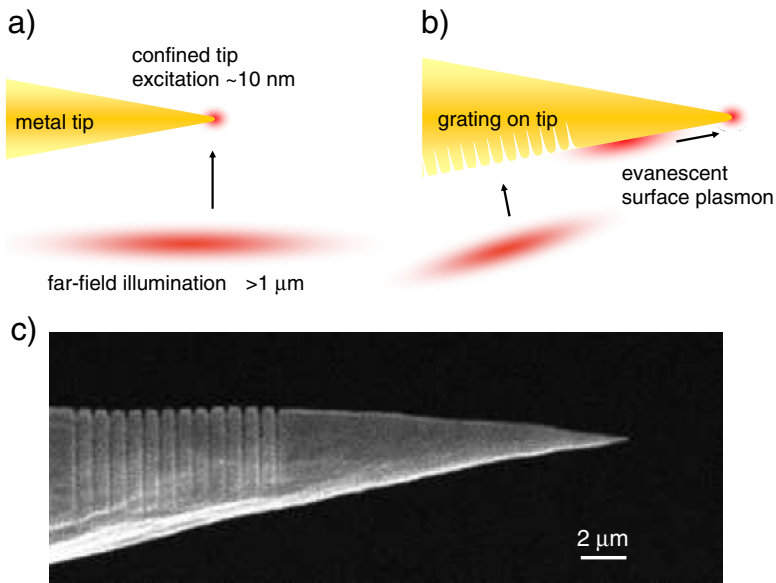 a)
confined tip
excitation ~10 nm
metal tip
far-field illumination >1 μm
b)
grating on tip
evanescent
surface plasmon
c)
2 μm